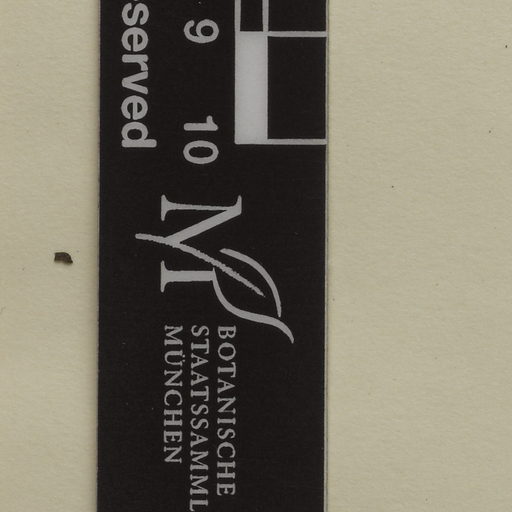 served
9
10
BOTANISCHE
STAATSSAMML
MÜNCHEN